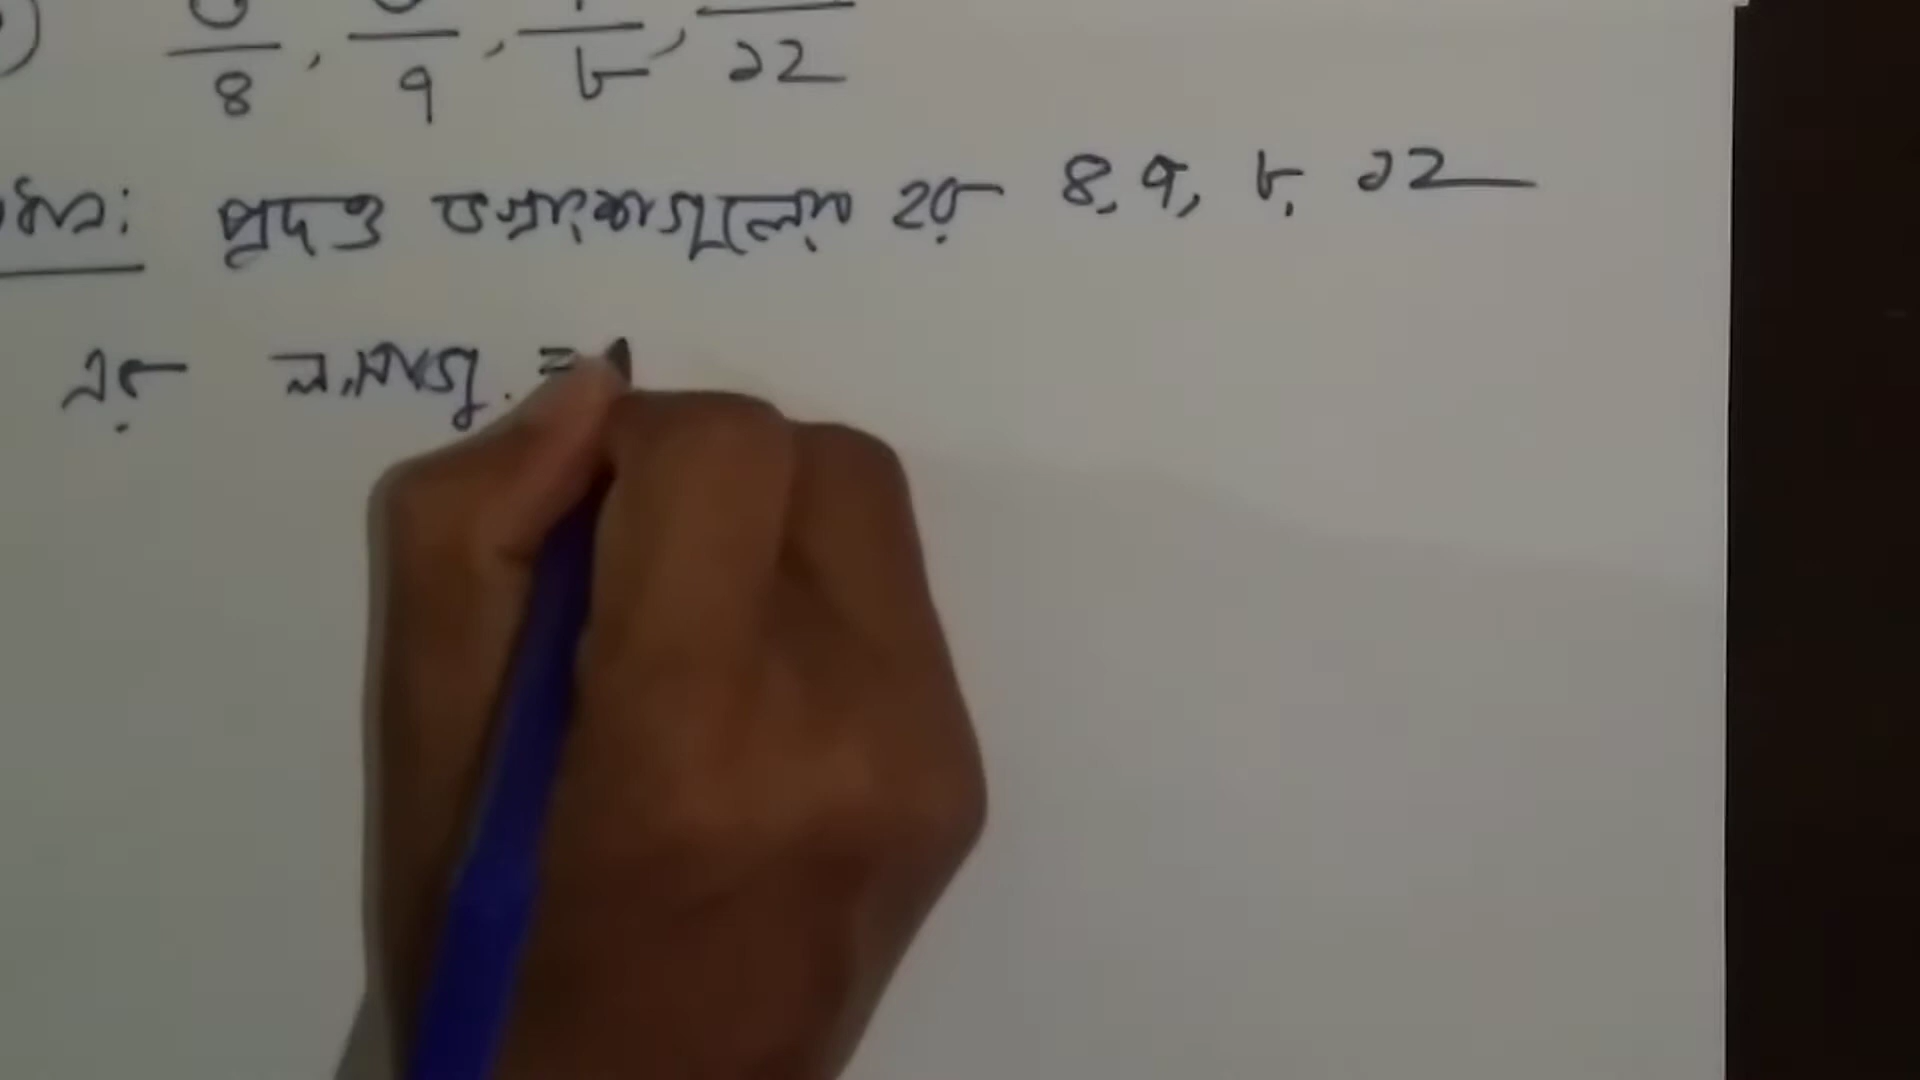 ৪ , ৭ , ৮ , ১২
প্রদত্ত ভগ্নাংশগুলোর হর ৪, ৭, ৮, ১২
এর ল.সা.গু. =